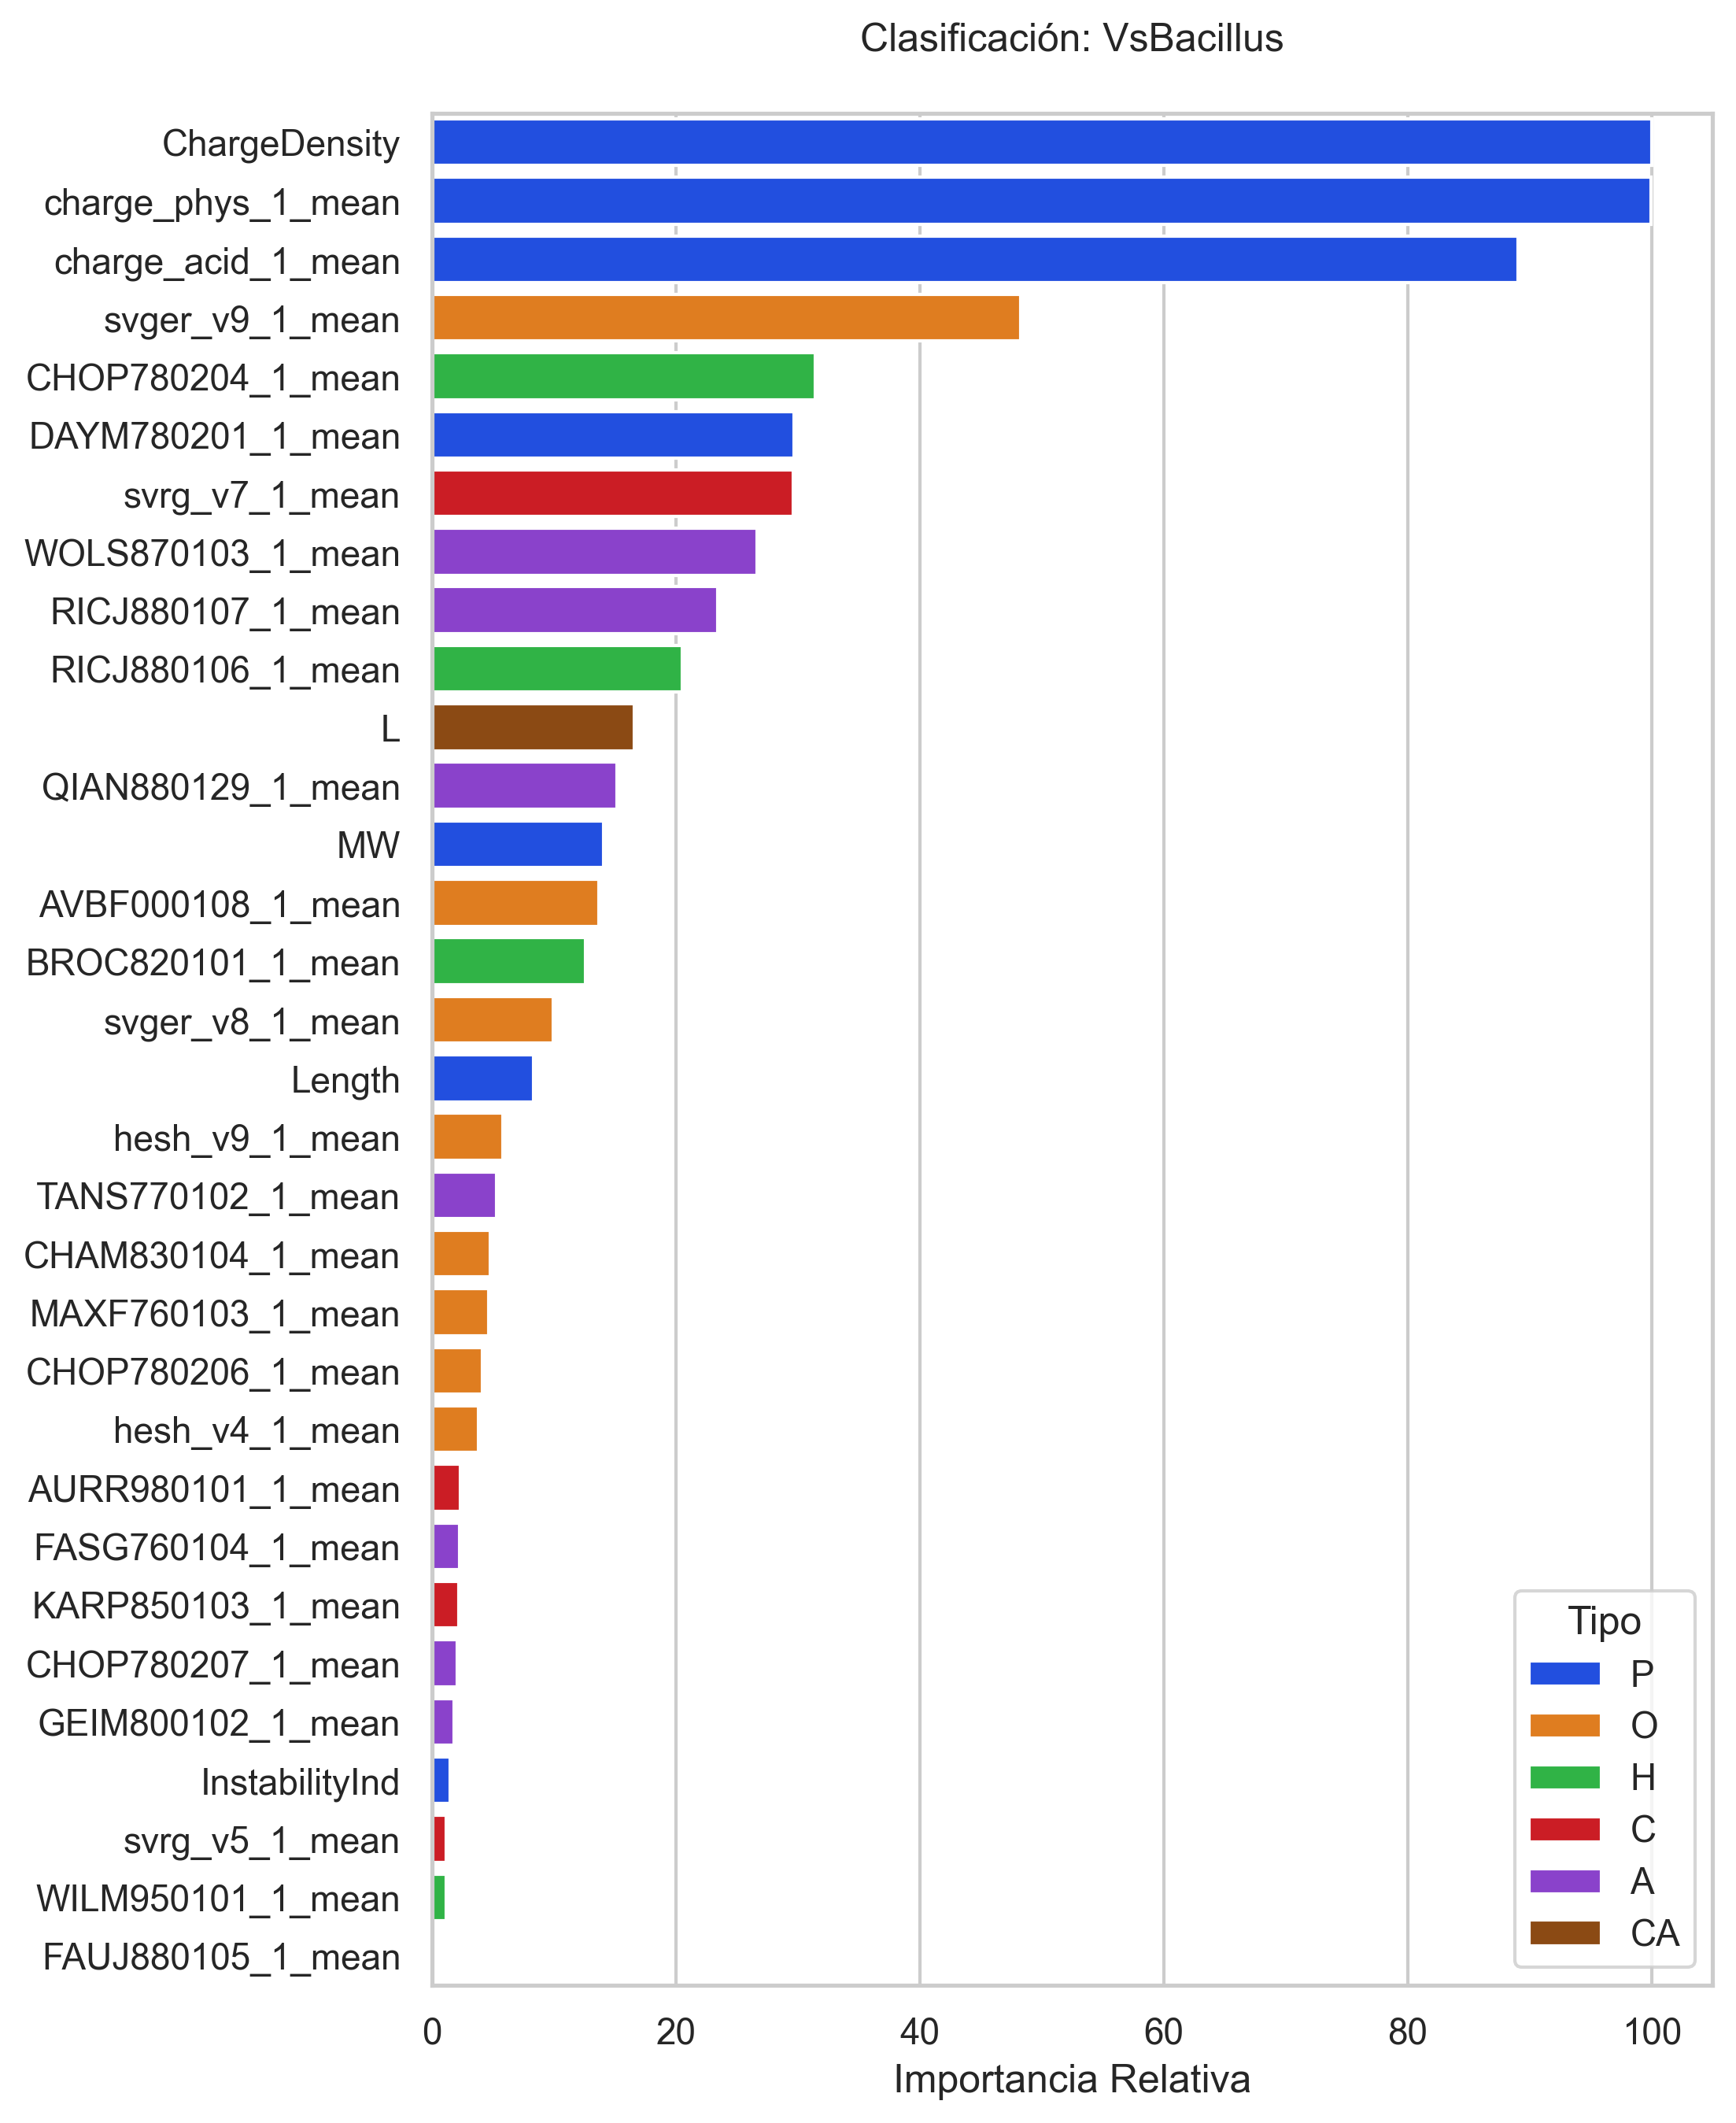 Clasificación: VsBacillus
ChargeDensity
charge_phys_1_mean
charge_acid_1_mean
svger_v9_1_mean
CHOP780204_1_mean
DAYM780201_1_mean
svrg_v7_1_mean
WOLS870103_1_mean
RICJ880107_1_mean
RICJ880106_1_mean
L
QIAN880129_1_mean
MW
AVBF000108_1_mean
BROC820101_1_mean
svger_v8_1_mean
Length
hesh_v9_1_mean
TANS770102_1_mean
CHAM830104_1_mean
MAXF760103_1_mean
CHOP780206_1_mean
hesh_v4_1_mean
AURR980101_1_mean
FASG760104_1_mean
KARP850103_1_mean
CHOP780207_1_mean
GEIM800102_1_mean
InstabilityInd
svrg_v5_1_mean
WILM950101_1_mean
FAUJ880105_1_mean
Tipo
P
O
H
C
A
CA
0 20 40 60 80 100
Importancia Relativa